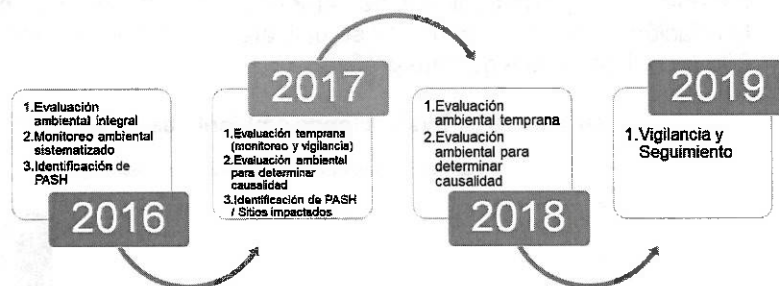 1.Evaluación
ambiental integral
2.Monitoreo ambiental
sistematizado
3.Identificación de
PASH
2016
2017
1.Evaluación temprana
(monitoreo y vigilancia)
2.Evaluación ambiental
para determinar
causalidad
3.Identificación de PASH
/ Sitios impactados
1.Evaluación
ambiental temprana
2.Evaluación
ambiental para
determinar
causalidad
2018
2019
1.Vigilancia y
Seguimiento